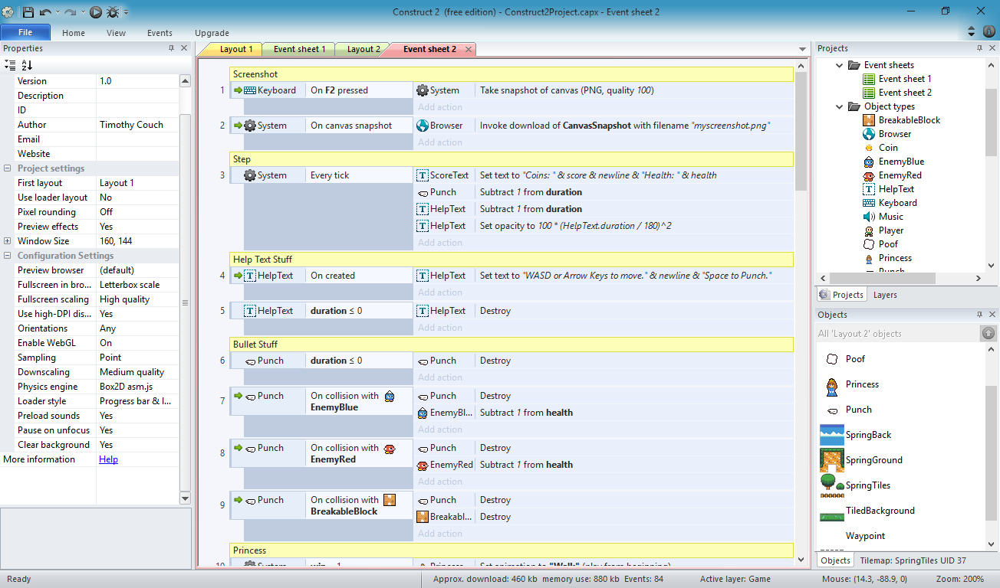 Construct 2 (free edition) - Construct2Project.capx - Event sheet 2
File Home View Events Upgrade
Properties
Version 1.0
Description
ID
Author Timothy Couch
Email
Website
Project settings
First layout Layout 1
Use loader layout No
Pixel rounding Off
Preview effects Yes
Window Size 160, 144
Configuration Settings
Preview browser (default)
Fullscreen in bro... Letterbox scale
Fullscreen scaling High quality
Use high-DPI dis... Yes
Orientations Any
Enable WebGL On
Sampling Point
Downscaling Medium quality
Physics engine Box2D asm.js
Loader style Progress bar & l...
Preload sounds Yes
Pause on unfocus Yes
Clear background Yes
More information Help
Layout 1 Event sheet 1 Layout 2 Event sheet 2
Screenshot
1 Keyboard On F2 pressed System Take snapshot of canvas (PNG, quality 100)
Add action
2 System On canvas snapshot Browser Invoke download of CanvasSnapshot with filename "myscreenshot.png"
Add action
Step
3 System Every tick ScoreText Set text to "Coins: " & score & newline & "Health: " & health
Punch Subtract 1 from duration
HelpText Subtract 1 from duration
HelpText Set opacity to 100 * (HelpText.duration / 180)^2
Add action
Help Text Stuff
4 HelpText On created HelpText Set text to "WASD or Arrow Keys to move." & newline & "Space to Punch."
Add action
5 HelpText duration ≤ 0 HelpText Destroy
Add action
Bullet Stuff
6 Punch duration ≤ 0 Punch Destroy
Add action
7 Punch On collision with EnemyBlue Punch Destroy
EnemyBl... Subtract 1 from health
Add action
8 Punch On collision with EnemyRed Punch Destroy
EnemyRed Subtract 1 from health
Add action
9 Punch On collision with BreakableBlock Punch Destroy
Breakabl... Destroy
Add action
Princess
10 System win = 1 Princess Set animation to "Walk" (play from beginning)
Projects
Event sheets
Event sheet 1
Event sheet 2
Object types
BreakableBlock
Browser
Coin
EnemyBlue
EnemyRed
HelpText
Keyboard
Music
Player
Poof
Princess
Punch
Projects Layers
Objects
All 'Layout 2' objects
Poof
Princess
Punch
SpringBack
SpringGround
SpringTiles
TiledBackground
Waypoint
Objects Tilemap: SpringTiles UID 37
Ready Approx. download: 460 kb memory use: 880 kb Events: 84 Active layer: Game Mouse: (14.3, -88.9, 0) Zoom: 200%